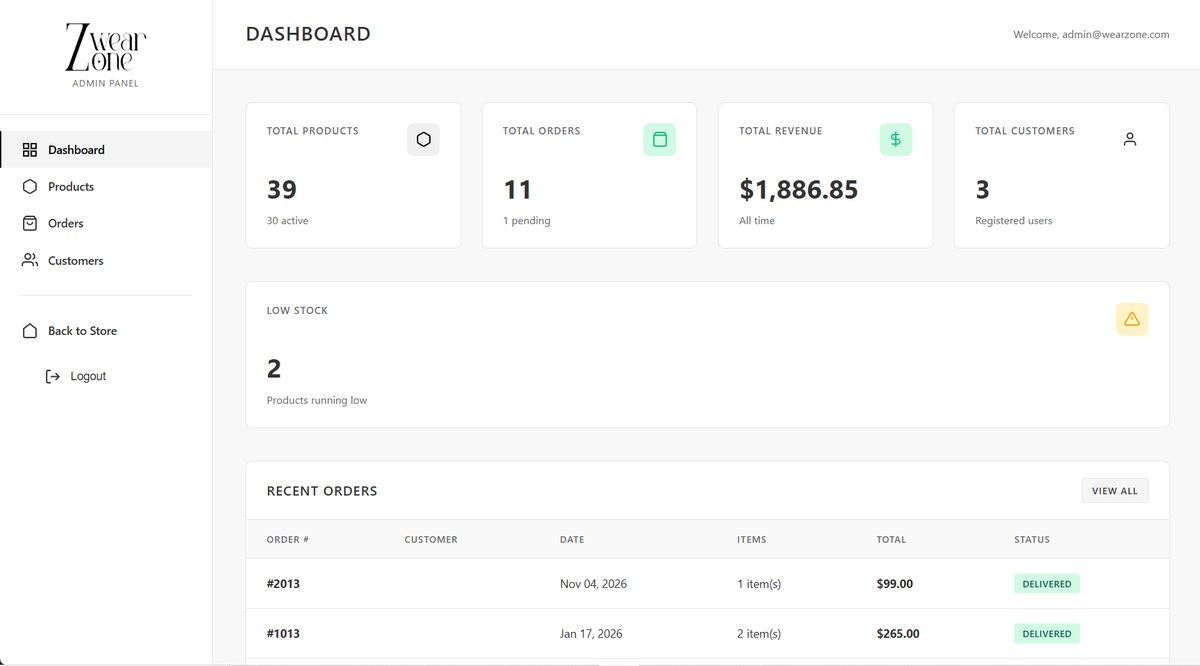 Zwear
Zone
ADMIN PANEL
Dashboard
Products
Orders
Customers
Back to Store
Logout
DASHBOARD
Welcome, admin@wearzone.com
TOTAL PRODUCTS
39
30 active
TOTAL ORDERS
11
1 pending
TOTAL REVENUE
$
$1,886.85
All time
TOTAL CUSTOMERS
3
Registered users
LOW STOCK
2
Products running low
RECENT ORDERS
VIEW ALL
ORDER # CUSTOMER DATE ITEMS TOTAL STATUS
#2013 Nov 04, 2026 1 item(s) $99.00 DELIVERED
#1013 Jan 17, 2026 2 item(s) $265.00 DELIVERED